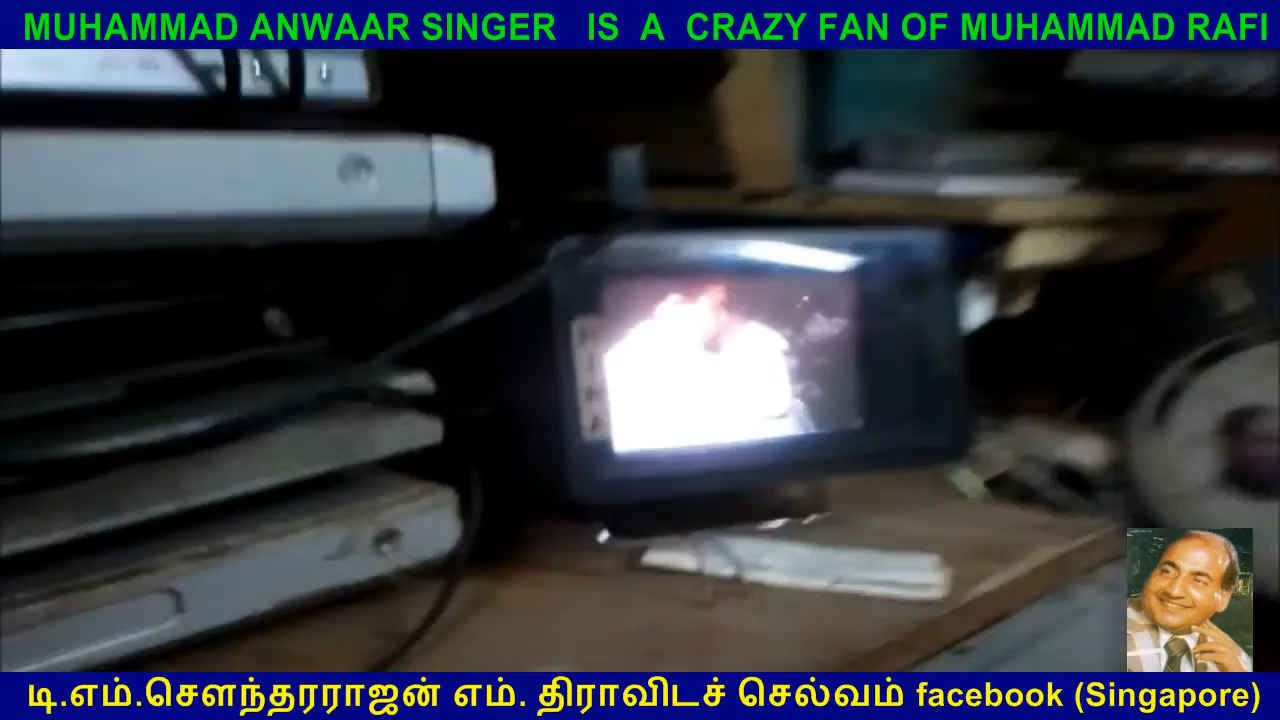 MUHAMMAD ANWAAR SINGER IS A CRAZY FAN OF MUHAMMAD RAFI
டி.எம்.சௌந்தரராஜன் எம். திராவிடச் செல்வம் facebook (Singapore)